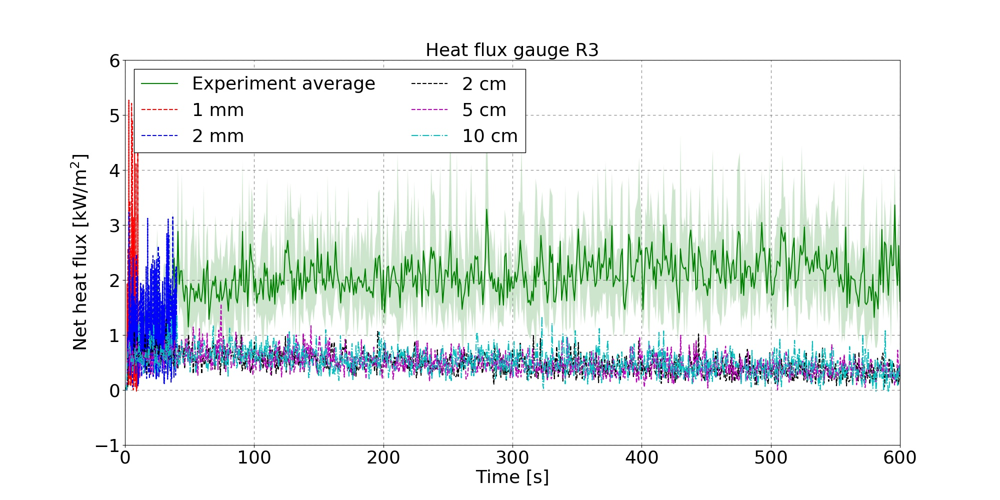 Heat flux gauge R3
6
5
4
3
2
1
0
−1
Net heat flux [kW/m²]
Experiment average
1 mm
2 mm
2 cm
5 cm
10 cm
0 100 200 300 400 500 600
Time [s]